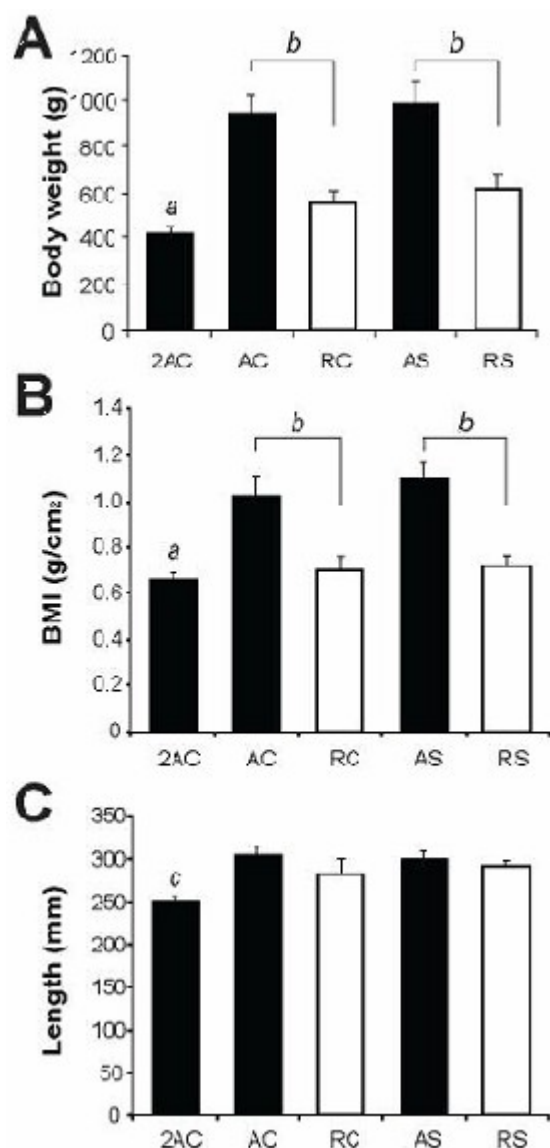 A
Body weight (g)
1200
1000
800
600
400
200
0
a
b
b
2AC AC RC AS RS
B
BMI (g/cm2)
1.4
1.2
1.0
0.8
0.6
0.4
0.2
0
a
b
b
2AC AC RC AS RS
C
Length (mm)
350
300
250
200
150
100
50
0
c
2AC AC RC AS RS